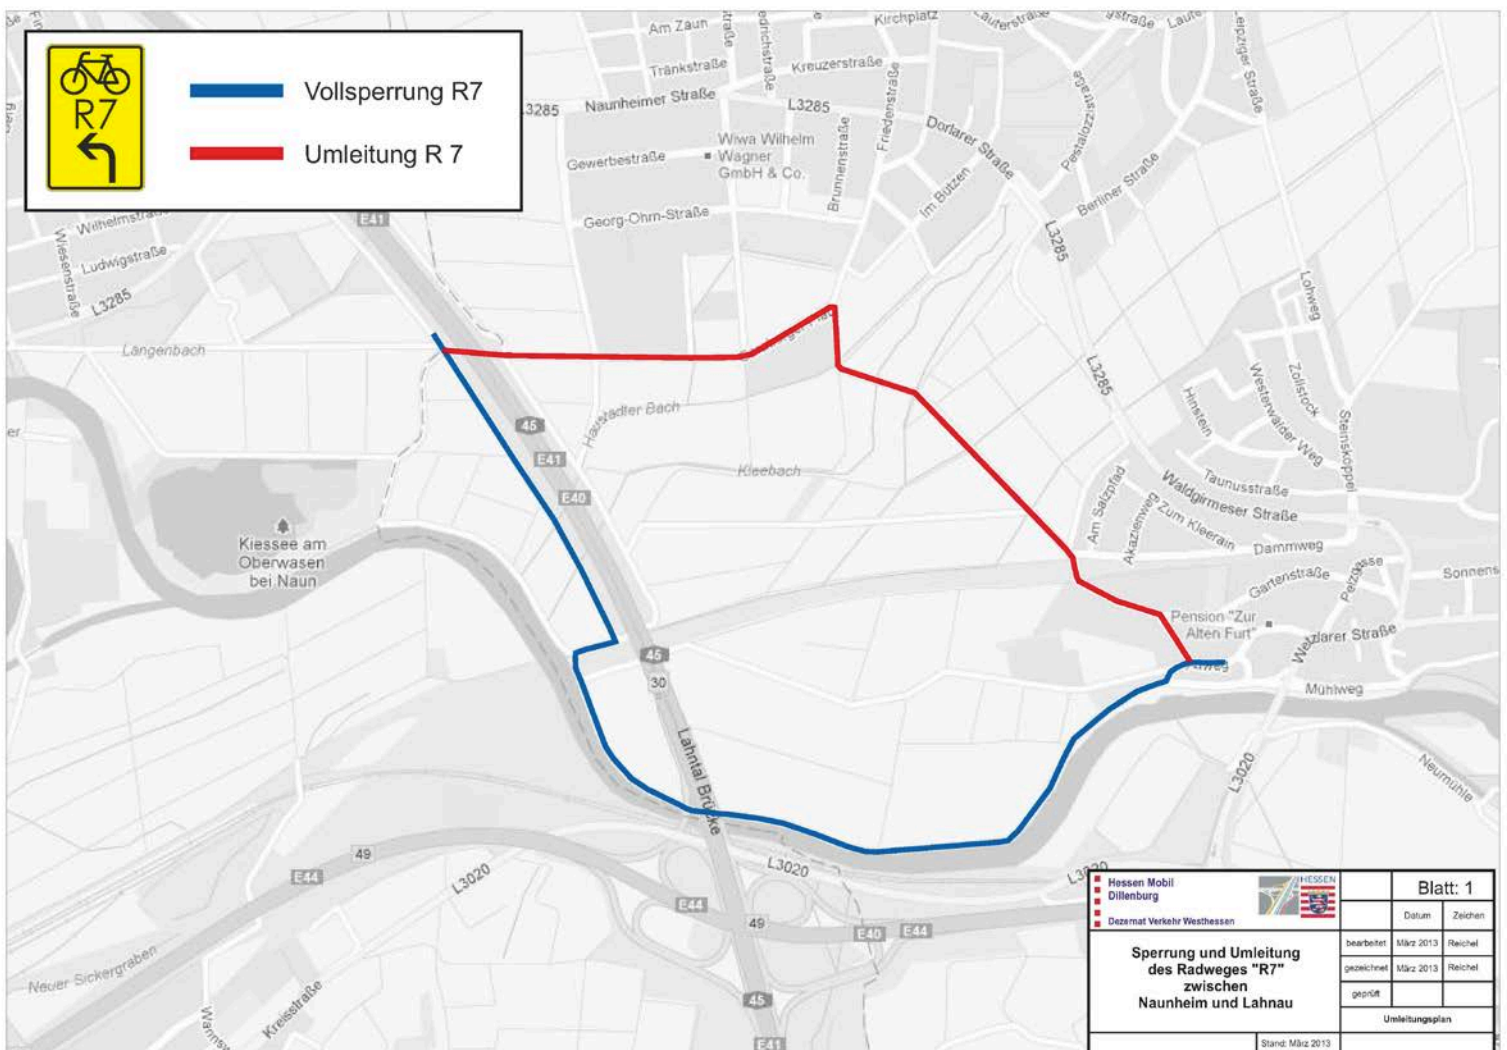 R7
Vollsperrung R7
Umleitung R 7
Am Zaun
Kirchplatz
Tränkstraße
Kreuzerstraße
Leipziger Straße
L3285
Naunheimer Straße
L3285
Friedenstraße
Pestalozzistraße
Gewerbestraße
Wiwa Wilhelm
Wagner
GmbH & Co.
Brunnenstraße
Dorlarer Straße
Im Butzen
Berliner Straße
Georg-Ohm-Straße
Wilhelmstraße
E41
Wiesenstraße
Ludwigstraße
L3285
L3285
Lohweg
Langenbach
L3285
Zollstock
Westerwälder Weg
Hinstein
Steinsköppel
45
E41
E40
Kleebach
Am Salzpfad
Akazienweg
Zum Kleerain
Taunusstraße
Waldgirmeser Straße
Dammweg
Kiessee am
Oberwasen
bei Naun
Gartenstraße
Pelzgasse
Sonnens
Pension "Zur
Alten Furt"
Wetzlarer Straße
45
30
Mühlweg
Lahntal Brücke
L3020
Neumühle
49
E44
L3020
L3020
L3020
E44
49
E40
E44
45
E41
Neuer Sickergraben
Kreisstraße
Hessen Mobil
Dillenburg
Dezernat Verkehr Westhessen
HESSEN
Blatt: 1
Datum
Zeichen
bearbeitet
März 2013
Reichel
gezeichnet
März 2013
Reichel
geprüft
Sperrung und Umleitung
des Radweges "R7"
zwischen
Naunheim und Lahnau
Umleitungsplan
Stand: März 2013